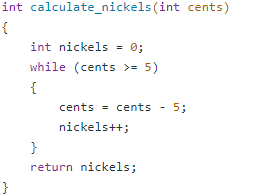 int calculate_nickels(int cents)
{
    int nickels = 0;
    while (cents >= 5)
    {
        cents = cents - 5;
        nickels++;
    }
    return nickels;
}